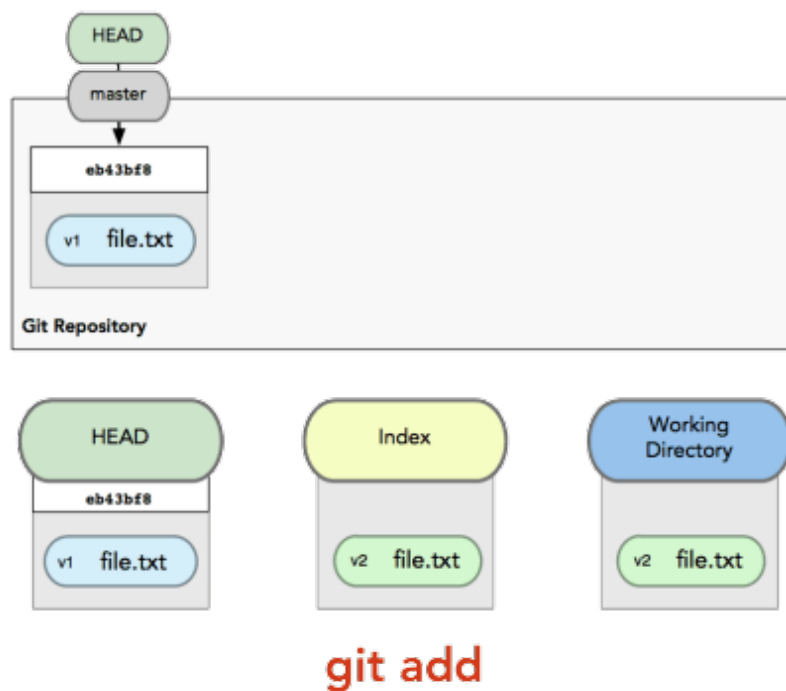 HEAD
master
eb43bf8
v1 file.txt
Git Repository
HEAD
Index
Working
Directory
eb43bf8
v1 file.txt
v2 file.txt
v2 file.txt
git add